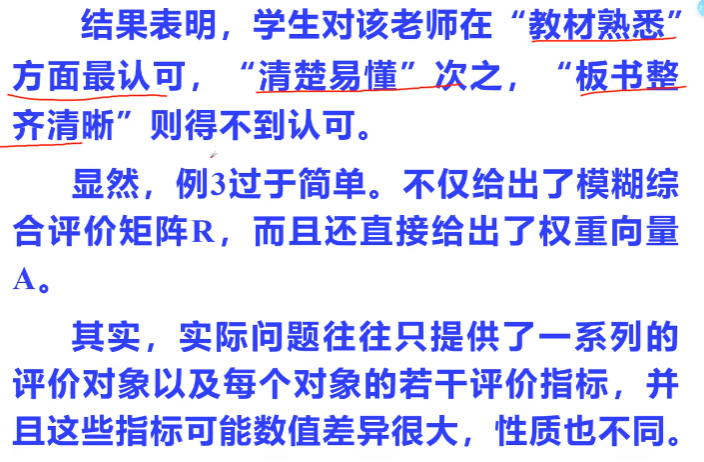 结果表明，学生对该老师在“教材熟悉”
方面最认可，“清楚易懂”次之，“板书整
齐清晰”则得不到认可。
显然，例3过于简单。不仅给出了模糊综
合评价矩阵R，而且还直接给出了权重向量
A。
其实，实际问题往往只提供了一系列的
评价对象以及每个对象的若干评价指标，并
且这些指标可能数值差异很大，性质也不同。